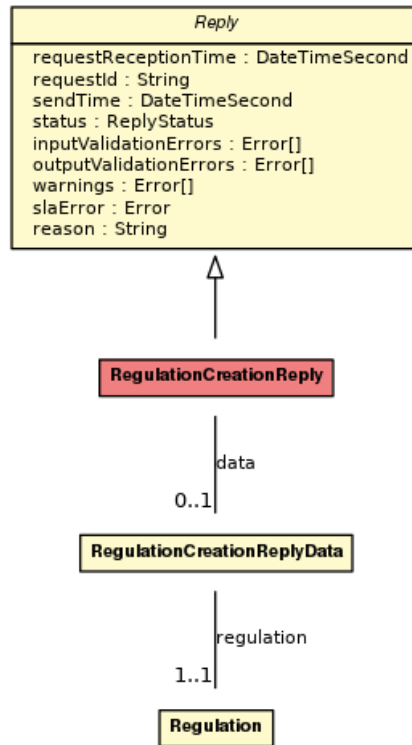 Reply
requestReceptionTime : DateTimeSecond
requestId : String
sendTime : DateTimeSecond
status : ReplyStatus
inputValidationErrors : Error[]
outputValidationErrors : Error[]
warnings : Error[]
slaError : Error
reason : String
RegulationCreationReply
data
0..1
RegulationCreationReplyData
regulation
1..1
Regulation